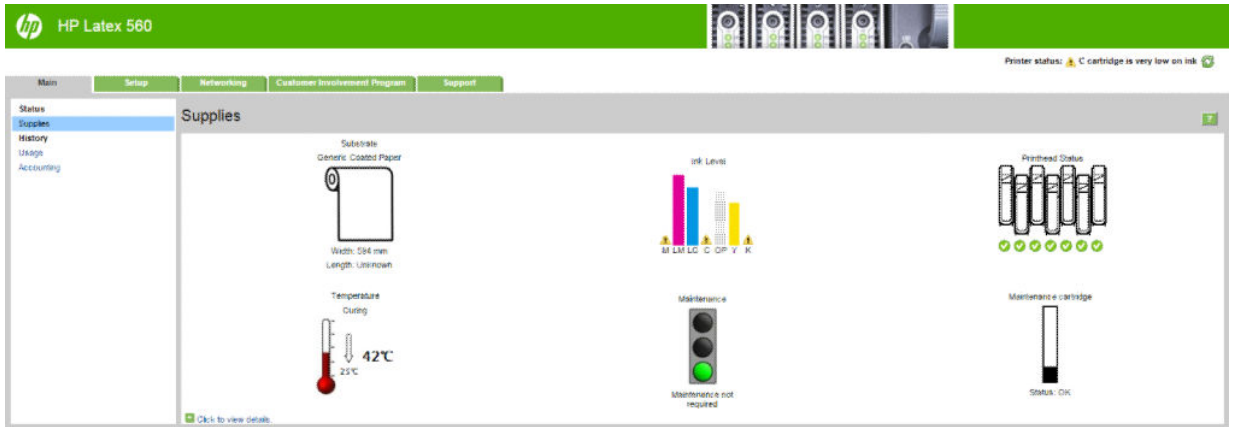 hp HP Latex 560
Printer status: C cartridge is very low on ink
Main Setup Networking Customer Involvement Program Support
Status
Supplies
History
Usage
Accounting
Supplies
?
Substrate
Generic Coated Paper
Width: 594 mm
Length: Unknown
Ink Level
M LM LC C OP Y K
Printhead Status
Temperature
Curing
42°C
25°C
Maintenance
Maintenance not
required
Maintenance cartridge
Status: OK
Click to view details.